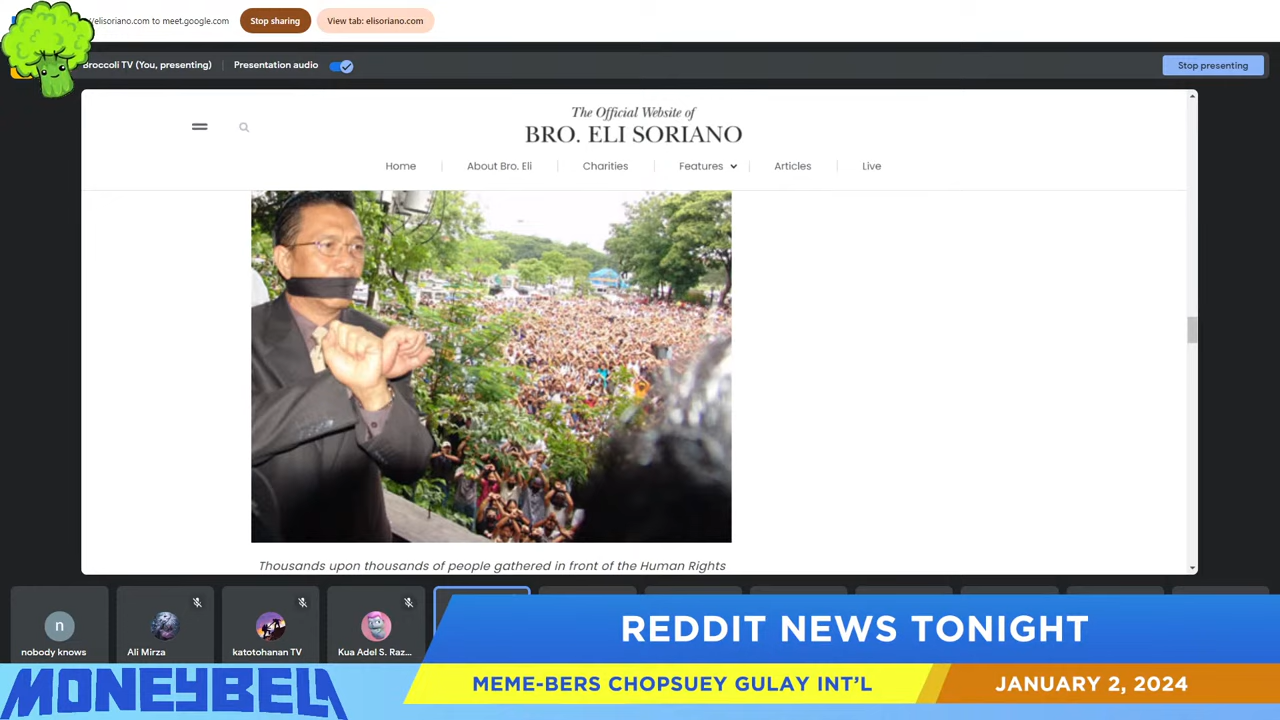 //elisoriano.com to meet.google.com
Stop sharing
View tab: elisoriano.com
Broccoli TV (You, presenting)
Presentation audio
Stop presenting
The Official Website of
BRO. ELI SORIANO
Home
About Bro. Eli
Charities
Features
Articles
Live
Thousands upon thousands of people gathered in front of the Human Rights
n
nobody knows
Ali Mirza
katotohanan TV
Kua Adel S. Raz...
REDDIT NEWS TONIGHT
MONEYBELA
MEME-BERS CHOPSUEY GULAY INT'L
JANUARY 2, 2024